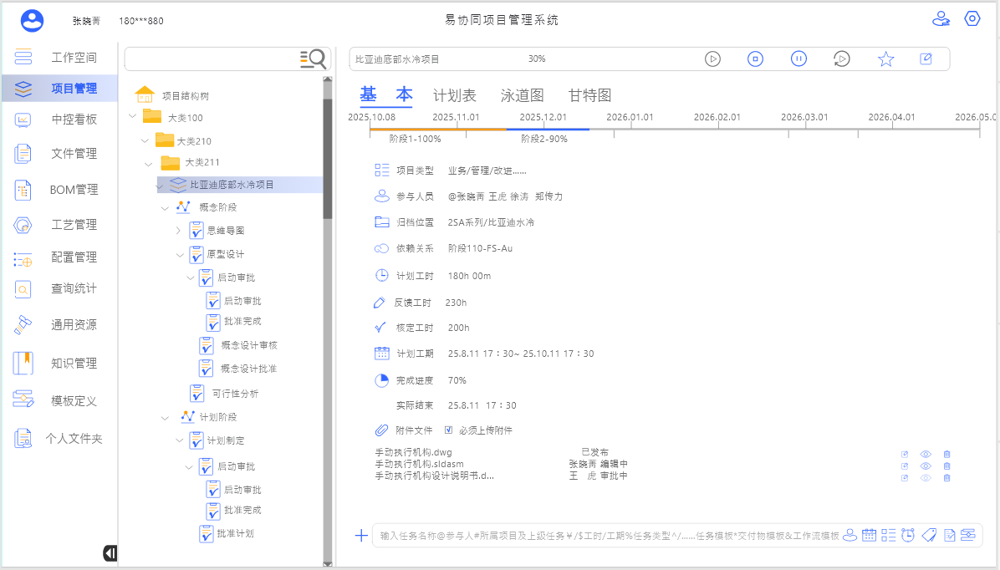 张晓菁 180***880 易协同项目管理系统
工作空间
项目管理
中控看板
文件管理
BOM管理
工艺管理
配置管理
查询统计
通用资源
知识管理
模板定义
个人文件夹
项目结构树
大类100
大类210
大类211
比亚迪底部水冷项目
概念阶段
思维导图
原型设计
启动审批
启动审批
批准完成
概念设计审核
概念设计批准
可行性分析
计划阶段
计划制定
启动审批
启动审批
批准完成
批准计划
比亚迪底部水冷项目 30%
基 本 计划表 泳道图 甘特图
2025.10.08 2025.11.01 2025.12.01 2026.01.01 2026.02.01 2026.03.01 2026.04.01 2026.05.0
阶段1-100% 阶段2-90%
项目类型 业务/管理/改进......
参与人员 @张晓菁 王虎 徐涛 郑传力
归档位置 2SA系列/比亚迪水冷
依赖关系 阶段110-FS-Au
计划工时 180h 00m
反馈工时 230h
核定工时 200h
计划工期 25.8.11 17：30~ 25.10.11 17：30
完成进度 70%
实际结束 25.8.11 17：30
附件文件 必须上传附件
手动执行机构.dwg 已发布
手动执行机构.sldasm 张晓菁 编辑中
手动执行机构设计说明书.d... 王 虎 审批中
输入任务名称@参与人#所属项目及上级任务￥/$工时/工期%任务类型^/......任务模板*交付物模板&工作流模板